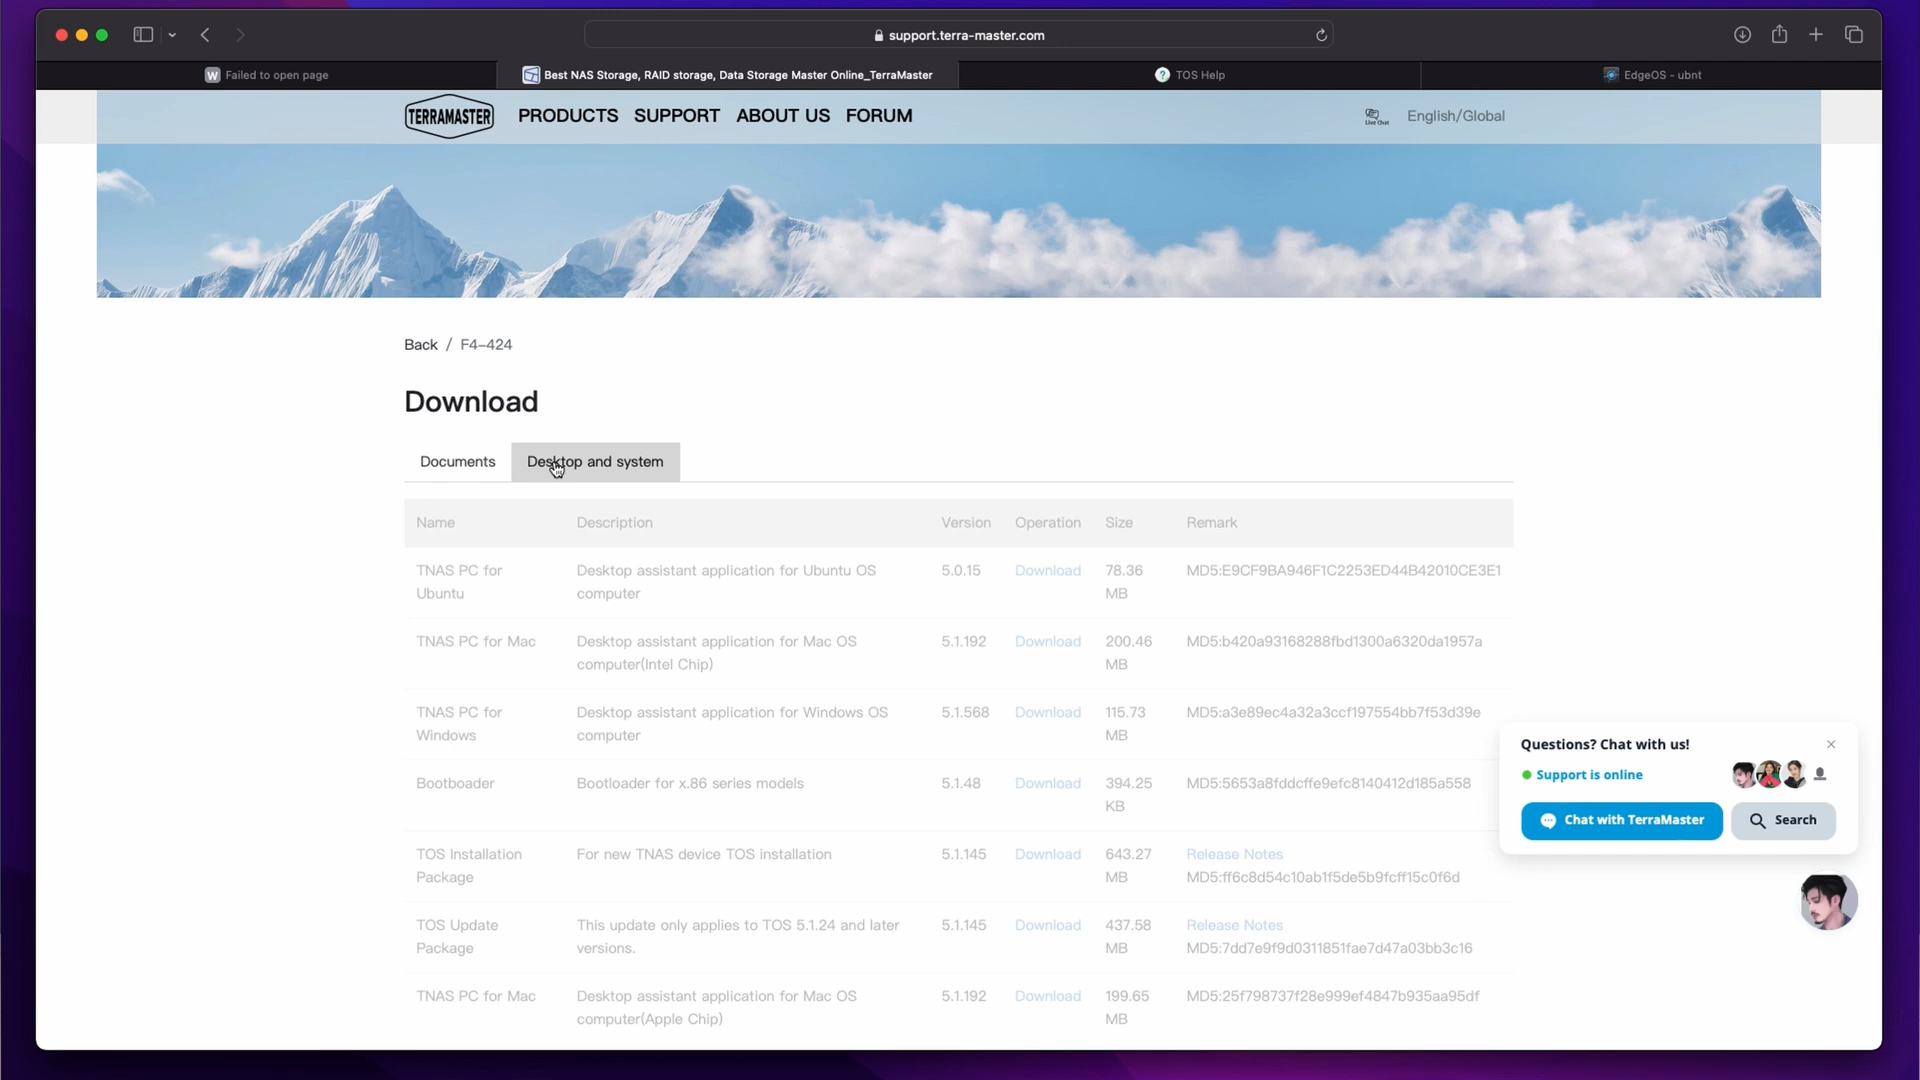 support.terra-master.com
W Failed to open page
Best NAS Storage, RAID storage, Data Storage Master Online_TerraMaster
? TOS Help
EdgeOS - ubnt
TERRAMASTER
PRODUCTS SUPPORT ABOUT US FORUM
Live Chat
English/Global
Back / F4-424
Download
Documents
Desktop and system
Name Description Version Operation Size Remark
TNAS PC for Desktop assistant application for Ubuntu OS 5.0.15 Download 78.36 MD5:E9CF9BA946F1C2253ED44B42010CE3E1
Ubuntu computer MB
TNAS PC for Mac Desktop assistant application for Mac OS 5.1.192 Download 200.46 MD5:b420a93168288fbd1300a6320da1957a
computer(Intel Chip) MB
TNAS PC for Desktop assistant application for Windows OS 5.1.568 Download 115.73 MD5:a3e89ec4a32a3ccf197554bb7f53d39e
Windows computer MB
Bootboader Bootloader for x.86 series models 5.1.48 Download 394.25 MD5:5653a8fddcffe9efc8140412d185a558
KB
TOS Installation For new TNAS device TOS installation 5.1.145 Download 643.27 Release Notes
Package MB MD5:ff6c8d54c10ab1f5de5b9fcff15c0f6d
TOS Update This update only applies to TOS 5.1.24 and later 5.1.145 Download 437.58 Release Notes
Package versions. MB MD5:7dd7e9f9d0311851fae7d47a03bb3c16
TNAS PC for Mac Desktop assistant application for Mac OS 5.1.192 Download 199.65 MD5:25f798737f28e999ef4847b935aa95df
computer(Apple Chip) MB
Questions? Chat with us!
Support is online
Chat with TerraMaster
Search